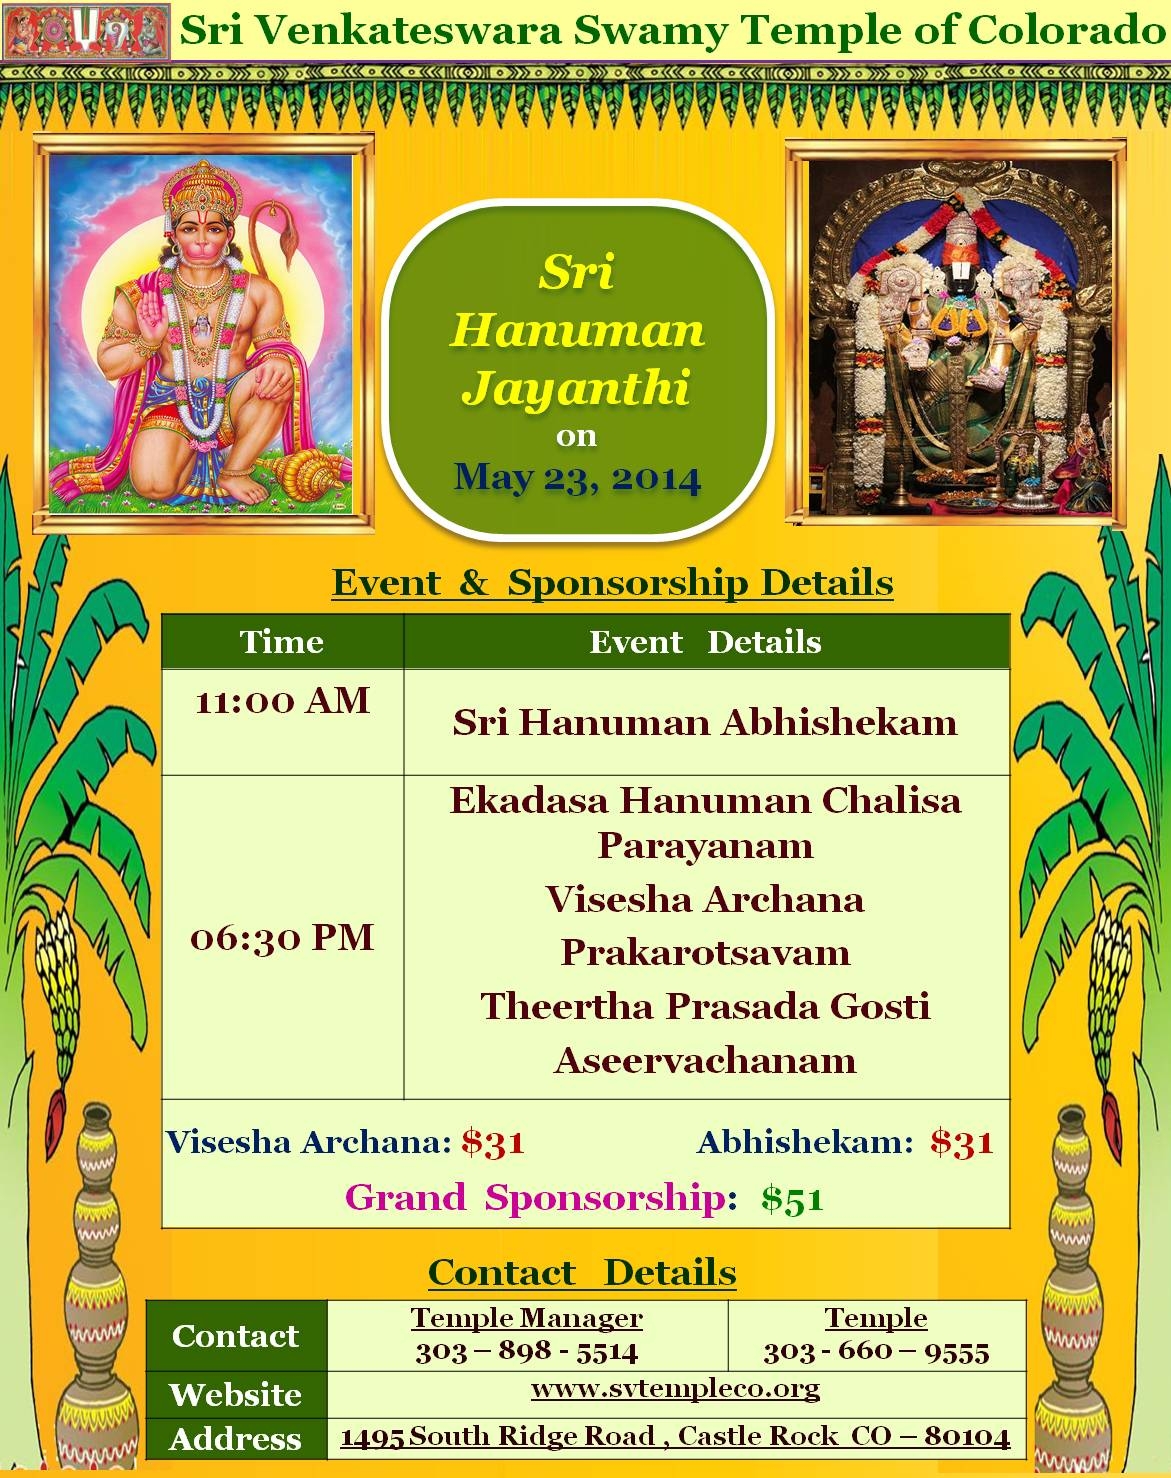 Sri Venkateswara Swamy Temple of Colorado
Sri
Hanuman
Jayanthi
on
May 23, 2014
Event & Sponsorship Details
Time Event Details
11:00 AM Sri Hanuman Abhishekam
06:30 PM
Ekadasa Hanuman Chalisa
Parayanam
Visesha Archana
Prakarotsavam
Theertha Prasada Gosti
Aseervachanam
Visesha Archana: $31 Abhishekam: $31
Grand Sponsorship: $51
Contact Details
Contact
Temple Manager
303 – 898 - 5514
Temple
303 - 660 – 9555
Website www.svtempleco.org
Address 1495 South Ridge Road , Castle Rock CO – 80104